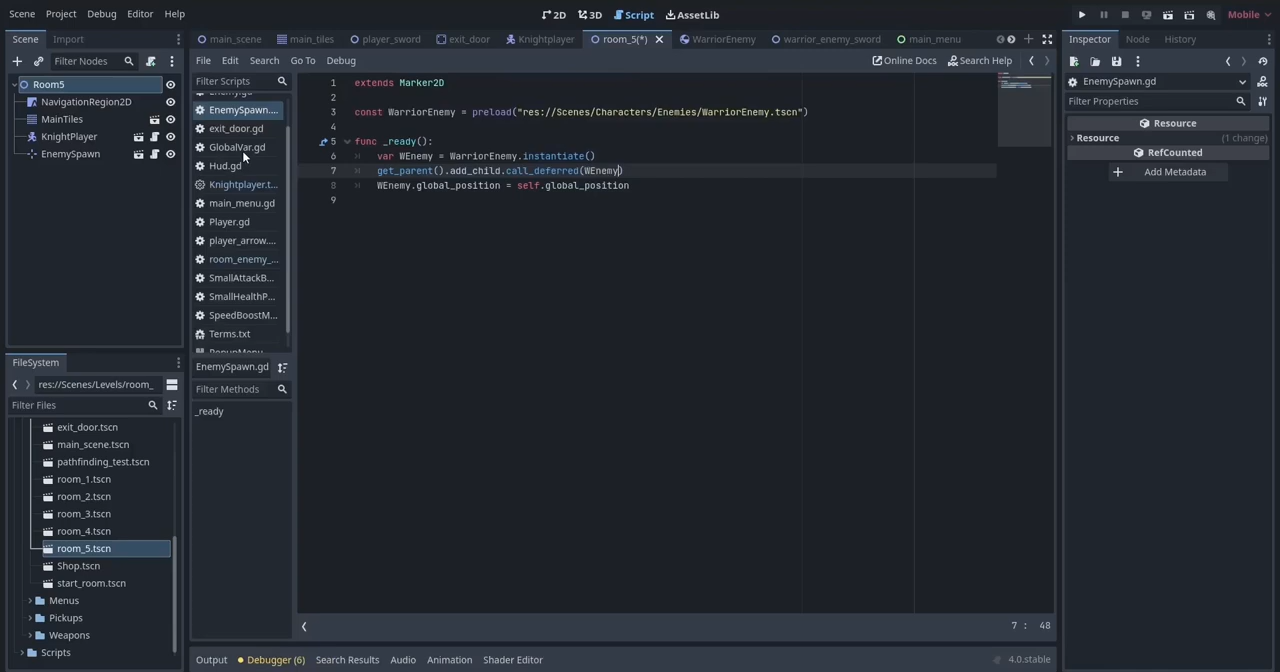 Scene Project Debug Editor Help
2D 3D Script AssetLib
Mobile
Scene Import
main_scene main_tiles player_sword exit_door Knightplayer room_5(*) WarriorEnemy warrior_enemy_sword main_menu
Inspector Node History
Filter Nodes
File Edit Search Go To Debug
Online Docs Search Help
EnemySpawn.gd
Filter Properties
Resource
Resource (1 change)
RefCounted
Add Metadata
Room5
NavigationRegion2D
MainTiles
KnightPlayer
EnemySpawn
Filter Scripts
EnemySpawn....
exit_door.gd
GlobalVar.gd
Hud.gd
Knightplayer.t...
main_menu.gd
Player.gd
player_arrow....
room_enemy_...
SmallAttackB...
SmallHealthP...
SpeedBoostM...
Terms.txt
EnemySpawn.gd
Filter Methods
_ready
1 extends Marker2D
2
3 const WarriorEnemy = preload("res://Scenes/Characters/Enemies/WarriorEnemy.tscn")
4
5 func _ready():
6 var WEnemy = WarriorEnemy.instantiate()
7 get_parent().add_child.call_deferred(WEnemy)
8 WEnemy.global_position = self.global_position
9
7 : 48
FileSystem
res://Scenes/Levels/room_
Filter Files
exit_door.tscn
main_scene.tscn
pathfinding_test.tscn
room_1.tscn
room_2.tscn
room_3.tscn
room_4.tscn
room_5.tscn
Shop.tscn
start_room.tscn
Menus
Pickups
Weapons
Scripts
Output Debugger (6) Search Results Audio Animation Shader Editor
4.0.stable